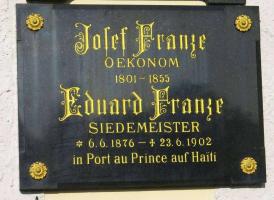 Josef Franze
OEKONOM
1801 – 1855
Eduard Franze
SIEDEMEISTER
* 6.6.1876 – ‡ 23.6.1902
in Port au Prince auf Haiti